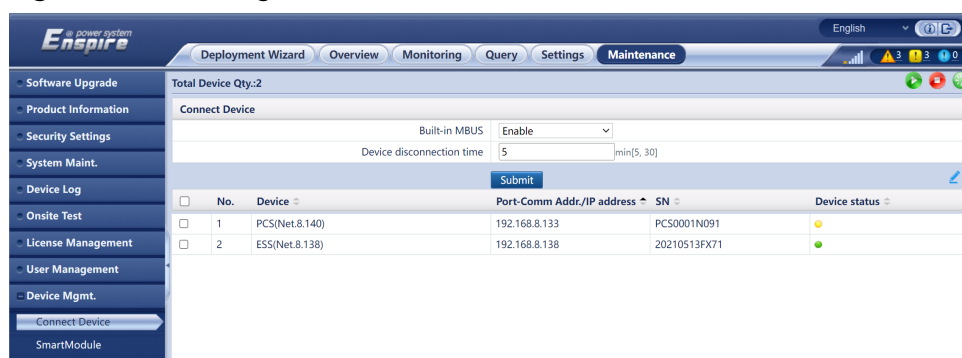 Enspire e power system
English
Deployment Wizard Overview Monitoring Query Settings Maintenance
3 3 0
Software Upgrade
Product Information
Security Settings
System Maint.
Device Log
Onsite Test
License Management
User Management
Device Mgmt.
Connect Device
SmartModule
Total Device Qty.:2
Connect Device
Built-in MBUS Enable
Device disconnection time 5 min[5, 30]
Submit
No. Device Port-Comm Addr./IP address SN Device status
1 PCS(Net.8.140) 192.168.8.133 PCS0001N091
2 ESS(Net.8.138) 192.168.8.138 20210513FX71